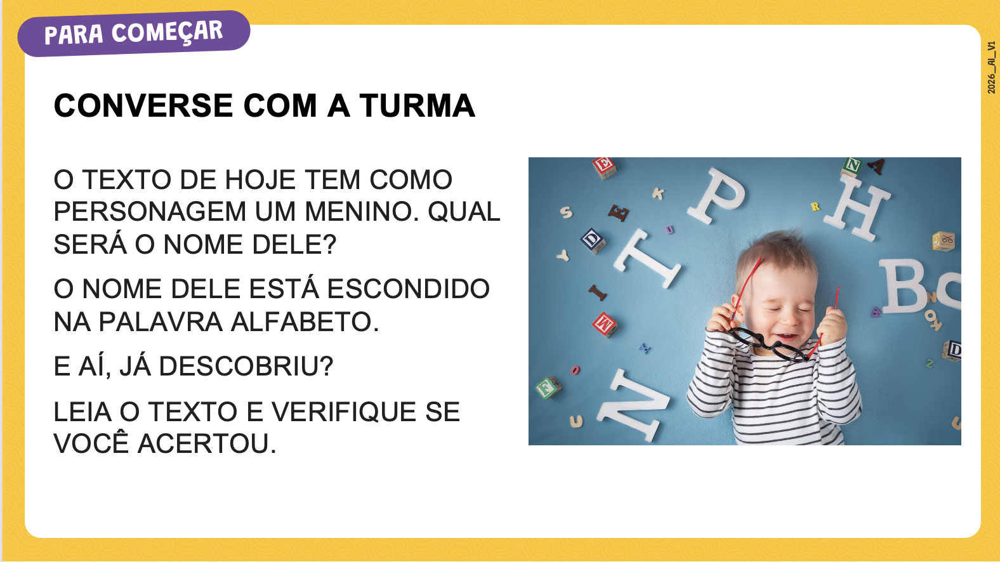 PARA COMEÇAR
2026_AI_V1
CONVERSE COM A TURMA
O TEXTO DE HOJE TEM COMO
PERSONAGEM UM MENINO. QUAL
SERÁ O NOME DELE?
O NOME DELE ESTÁ ESCONDIDO
NA PALAVRA ALFABETO.
E AÍ, JÁ DESCOBRIU?
LEIA O TEXTO E VERIFIQUE SE
VOCÊ ACERTOU.
E
N
A
P
K
H
S
E
R
U
D
T
Y
B
C
I
N
W
M
H
O
X
D
O
Z
E
N
U
U